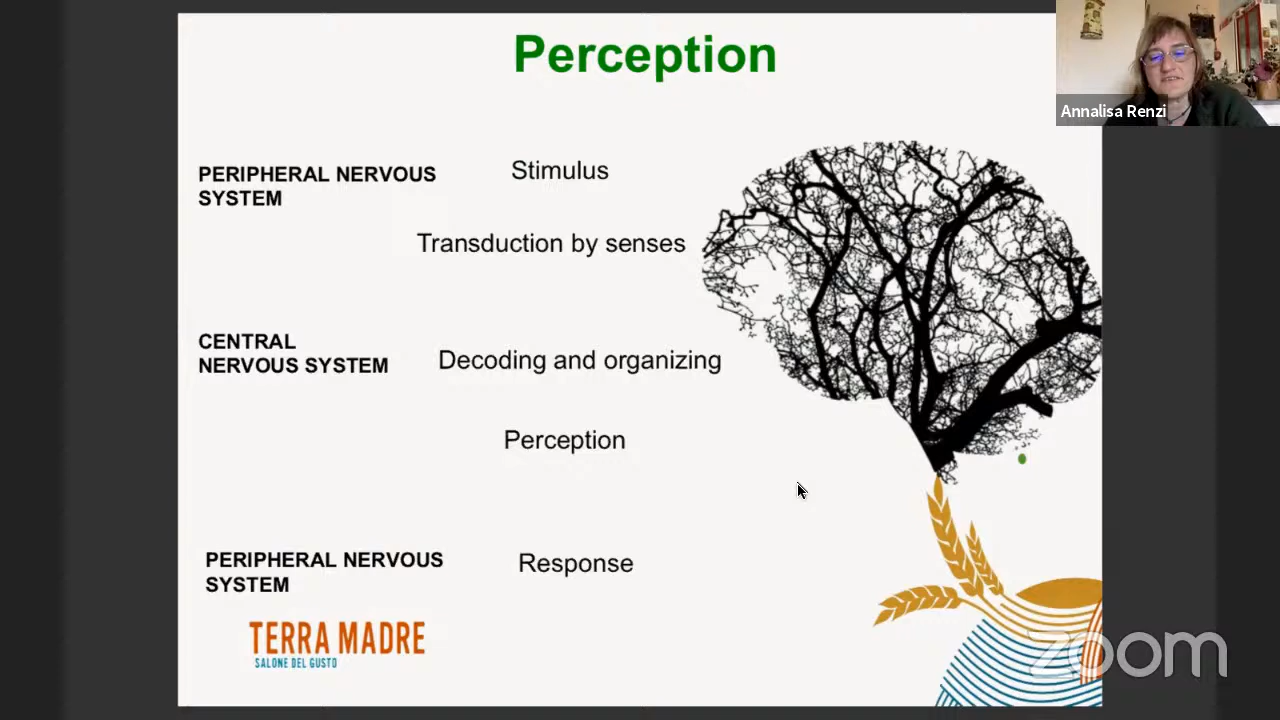 Perception
Annalisa Renzi
PERIPHERAL NERVOUS
SYSTEM
Stimulus
Transduction by senses
CENTRAL
NERVOUS SYSTEM
Decoding and organizing
Perception
PERIPHERAL NERVOUS
SYSTEM
Response
TERRA MADRE
SALONE DEL GUSTO
zoom